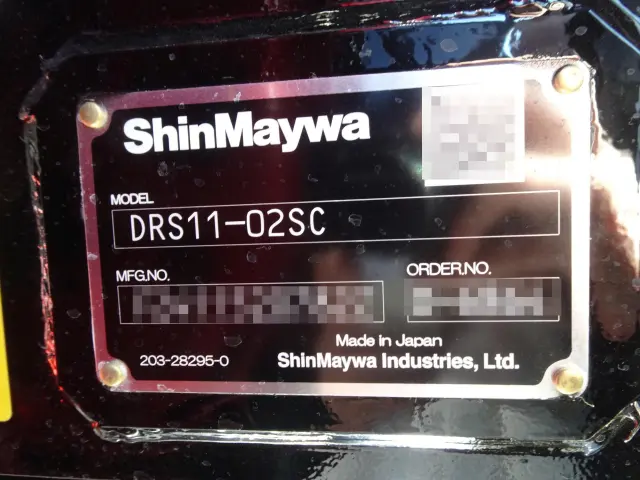 ShinMaywa
MODEL
DRS11-02SC
MFG.NO.
ORDER.NO.
Made in Japan
203-28295-0
ShinMaywa Industries, Ltd.